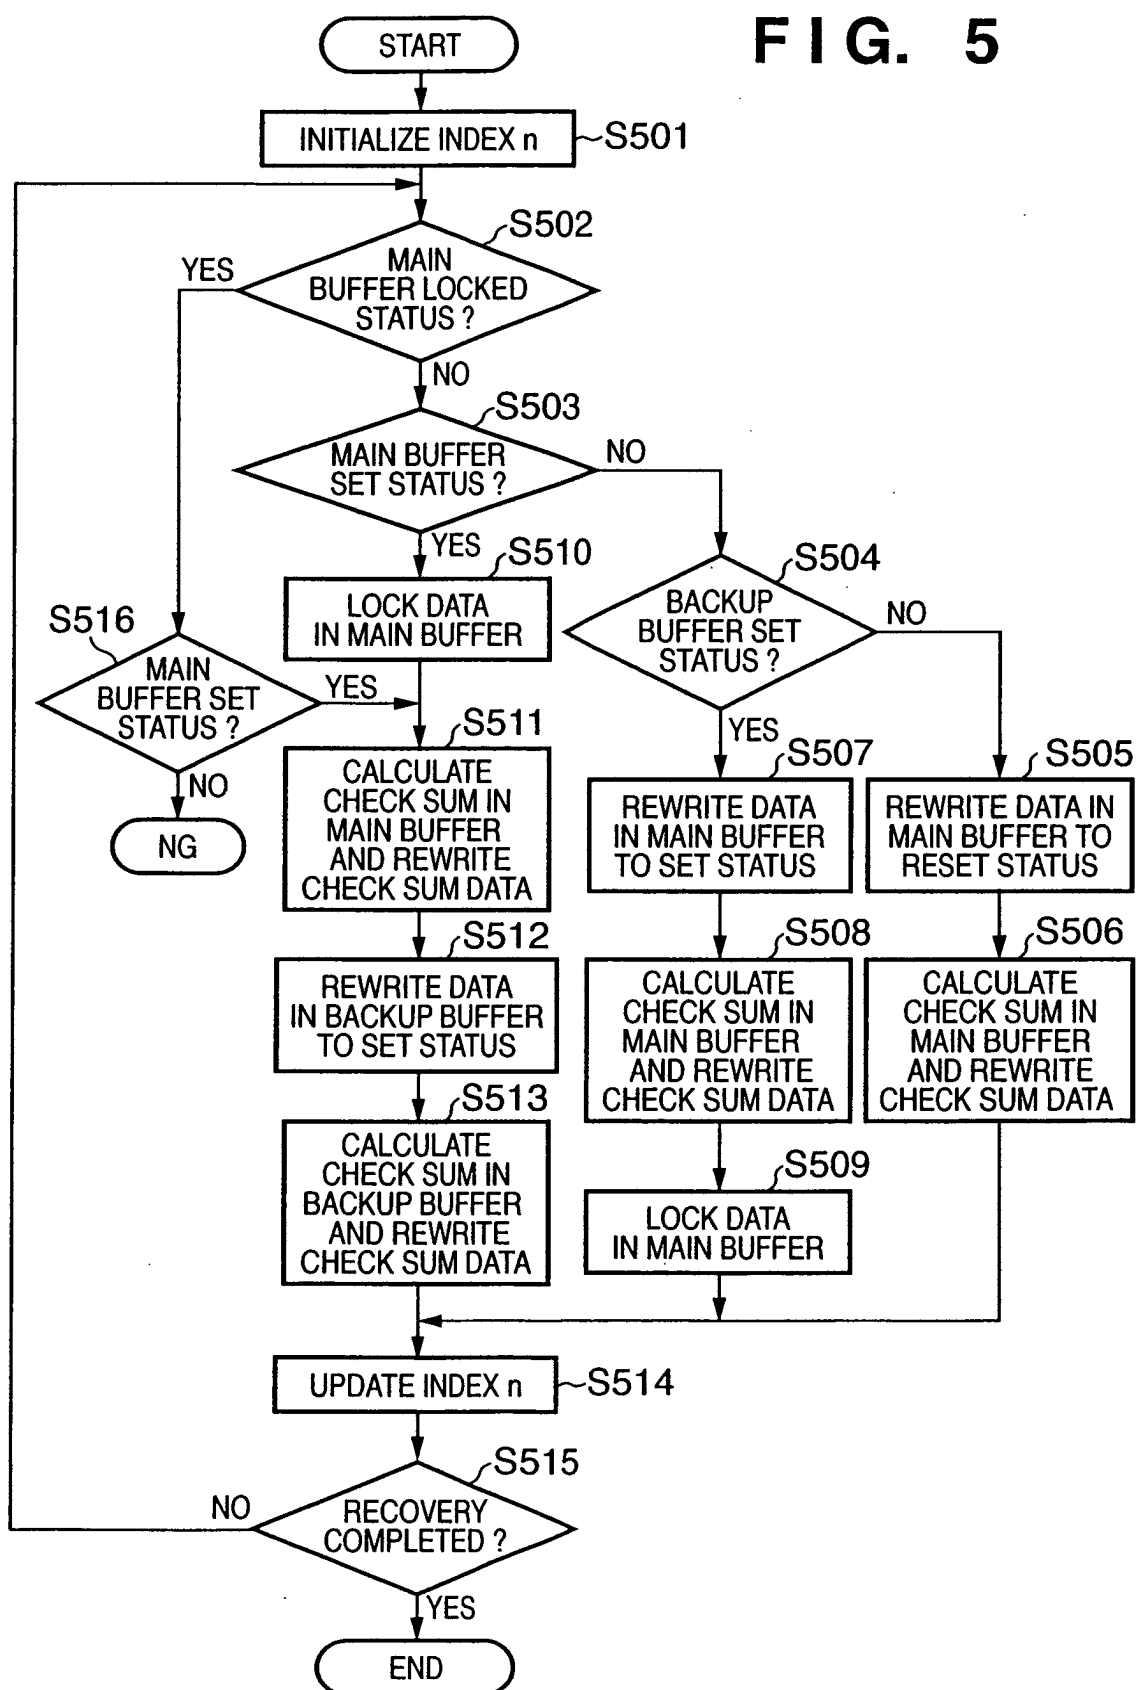 FIG. 5
START
INITIALIZE INDEX n
S501
S502
MAIN
BUFFER LOCKED
STATUS ?
YES
NO
S503
MAIN BUFFER
SET STATUS ?
NO
YES
S510
LOCK DATA
IN MAIN BUFFER
S504
BACKUP
BUFFER SET
STATUS ?
NO
YES
S516
MAIN
BUFFER SET
STATUS ?
YES
NO
NG
S511
CALCULATE
CHECK SUM IN
MAIN BUFFER
AND REWRITE
CHECK SUM DATA
S507
REWRITE DATA
IN MAIN BUFFER
TO SET STATUS
S505
REWRITE DATA IN
MAIN BUFFER TO
RESET STATUS
S512
REWRITE DATA
IN BACKUP BUFFER
TO SET STATUS
S508
CALCULATE
CHECK SUM IN
MAIN BUFFER
AND REWRITE
CHECK SUM DATA
S506
CALCULATE
CHECK SUM IN
MAIN BUFFER
AND REWRITE
CHECK SUM DATA
S513
CALCULATE
CHECK SUM IN
BACKUP BUFFER
AND REWRITE
CHECK SUM DATA
S509
LOCK DATA
IN MAIN BUFFER
UPDATE INDEX n
S514
S515
RECOVERY
COMPLETED ?
NO
YES
END